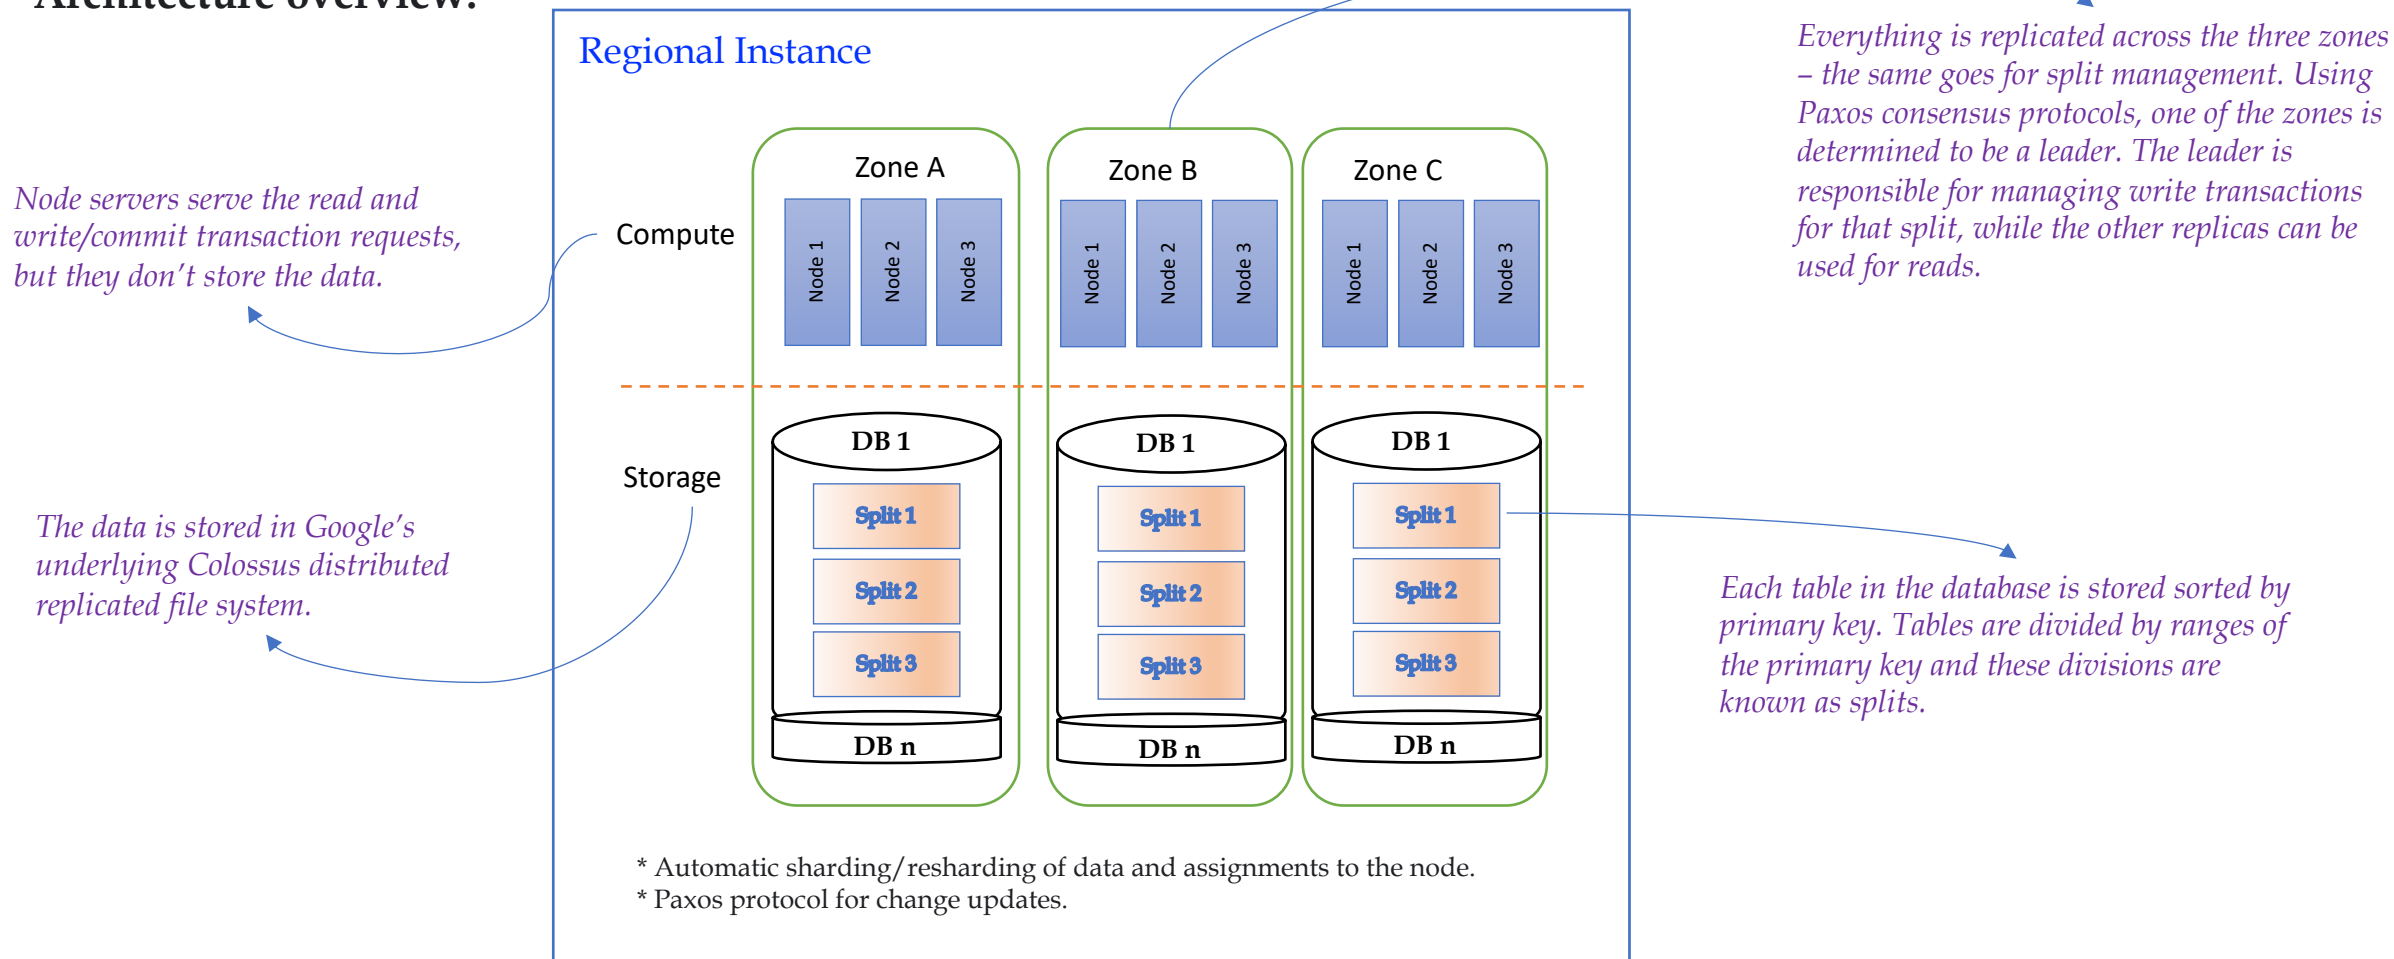 Architecture overview:
Regional Instance
Everything is replicated across the three zones
– the same goes for split management. Using
Paxos consensus protocols, one of the zones is
determined to be a leader. The leader is
responsible for managing write transactions
for that split, while the other replicas can be
used for reads.
Node servers serve the read and
write/commit transaction requests,
but they don’t store the data.
Compute
Zone A
Node 1
Node 2
Node 3
Zone B
Node 1
Node 2
Node 3
Zone C
Node 1
Node 2
Node 3
Storage
DB 1
Split 1
Split 2
Split 3
DB n
DB 1
Split 1
Split 2
Split 3
DB n
DB 1
Split 1
Split 2
Split 3
DB n
The data is stored in Google’s
underlying Colossus distributed
replicated file system.
Each table in the database is stored sorted by
primary key. Tables are divided by ranges of
the primary key and these divisions are
known as splits.
* Automatic sharding/resharding of data and assignments to the node.
* Paxos protocol for change updates.